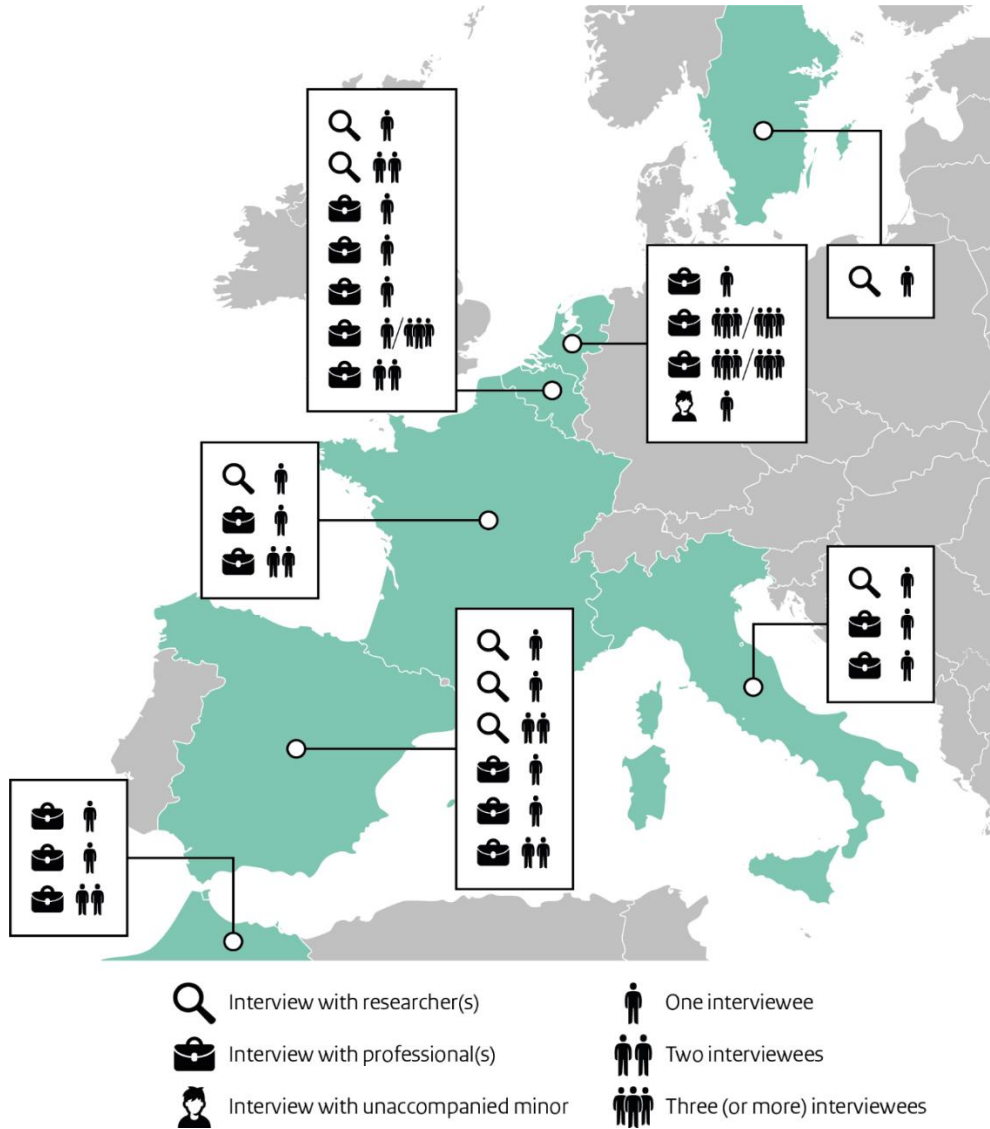 Interview with researcher(s)
One interviewee
Interview with professional(s)
Two interviewees
Interview with unaccompanied minor
Three (or more) interviewees